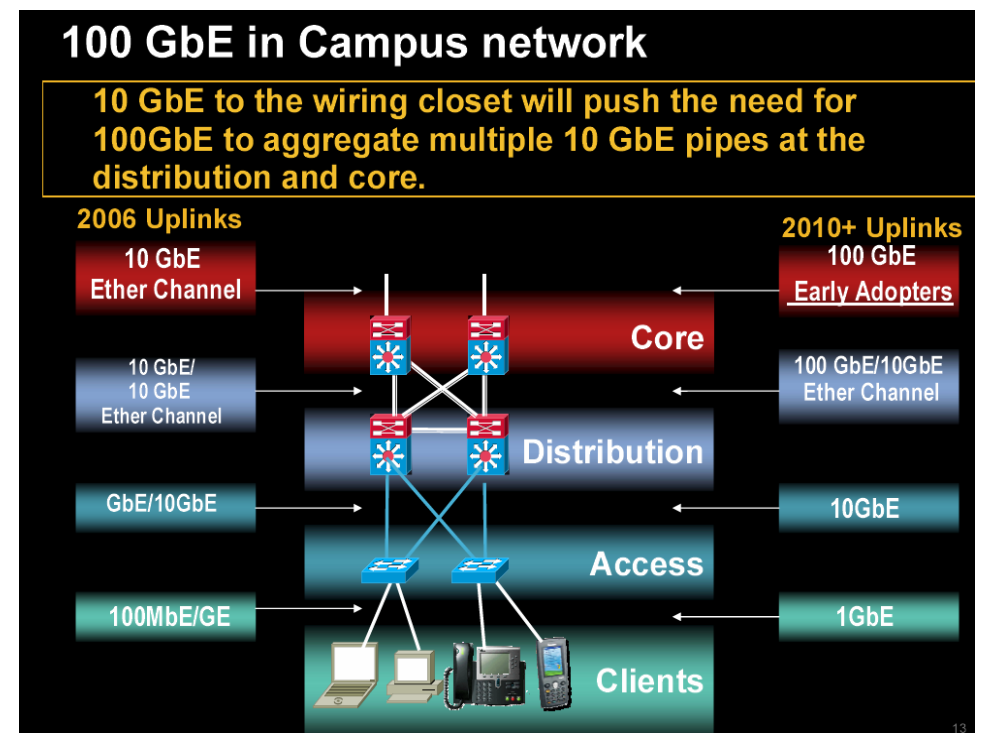 100 GbE in Campus network
10 GbE to the wiring closet will push the need for
100GbE to aggregate multiple 10 GbE pipes at the
distribution and core.
2006 Uplinks
2010+ Uplinks
10 GbE
Ether Channel
100 GbE
Early Adopters
Core
10 GbE/
10 GbE
Ether Channel
100 GbE/10GbE
Ether Channel
Distribution
GbE/10GbE
10GbE
Access
100MbE/GE
1GbE
Clients
13